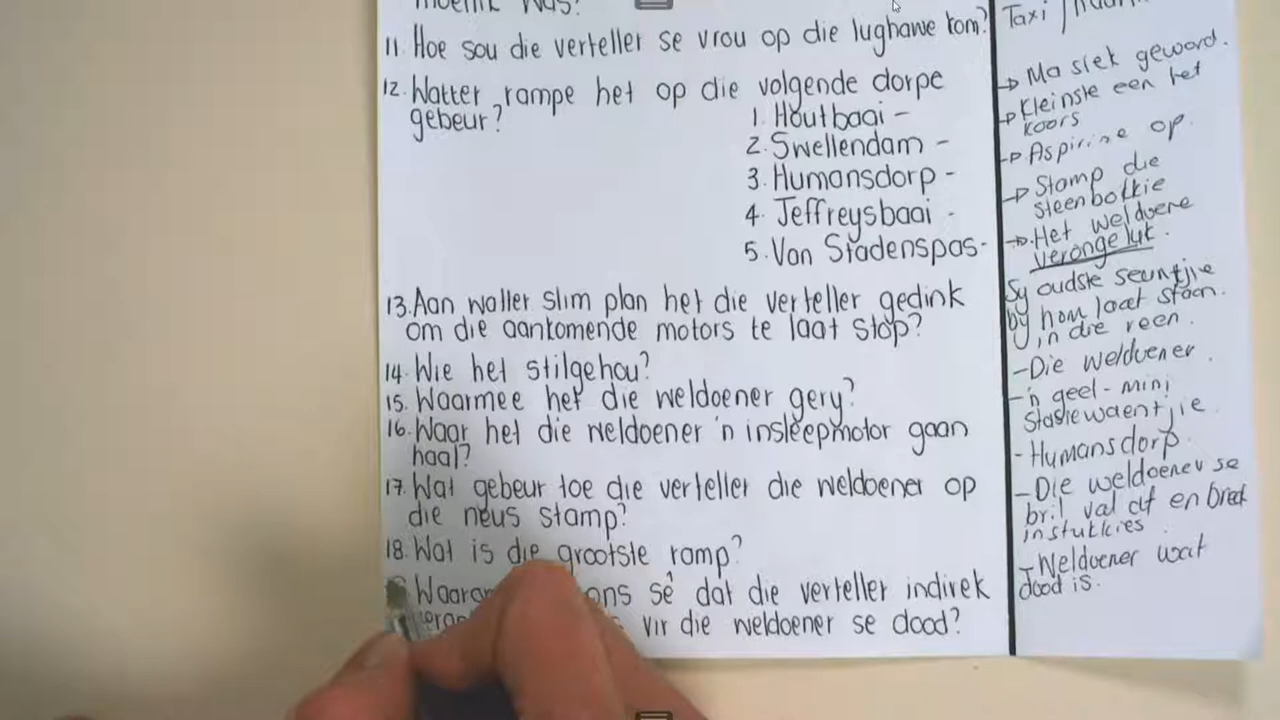 was?
11. Hoe sou die verteller se vrou op die lughawe kom?
12. Watter rampe het op die volgende dorpe
gebeur?
1. Houtbaai -
2. Swellendam -
3. Humansdorp -
4. Jeffreysbaai -
5. Van Stadenspas-
13. Aan watter slim plan het die verteller gedink
om die aankomende motors te laat stop?
14. Wie het stilgehou?
15. Waarmee het die weldoener gery?
16. Waar het die weldoener 'n insleepmotor gaan
haal?
17. Wat gebeur toe die verteller die weldoener op
die neus stamp?
18. Wat is die grootste ramp?
ons sê dat die verteller indirek
vir die weldoener se dood?
Taxi /
→ Ma siek geword.
→ Kleinste een het
koors
→ Aspirine op.
→ Stamp die
steenbokkie
→ Het weldoene
verongeluk.
Sy oudste seuntjie
by hom laat staan
in die reën.
- Die weldoener.
- 'n geel-mini
stasiewaentjie.
- Humansdorp.
- Die weldoener se
bril val af en breek
in stukkies
- Weldoener wat
dood is.